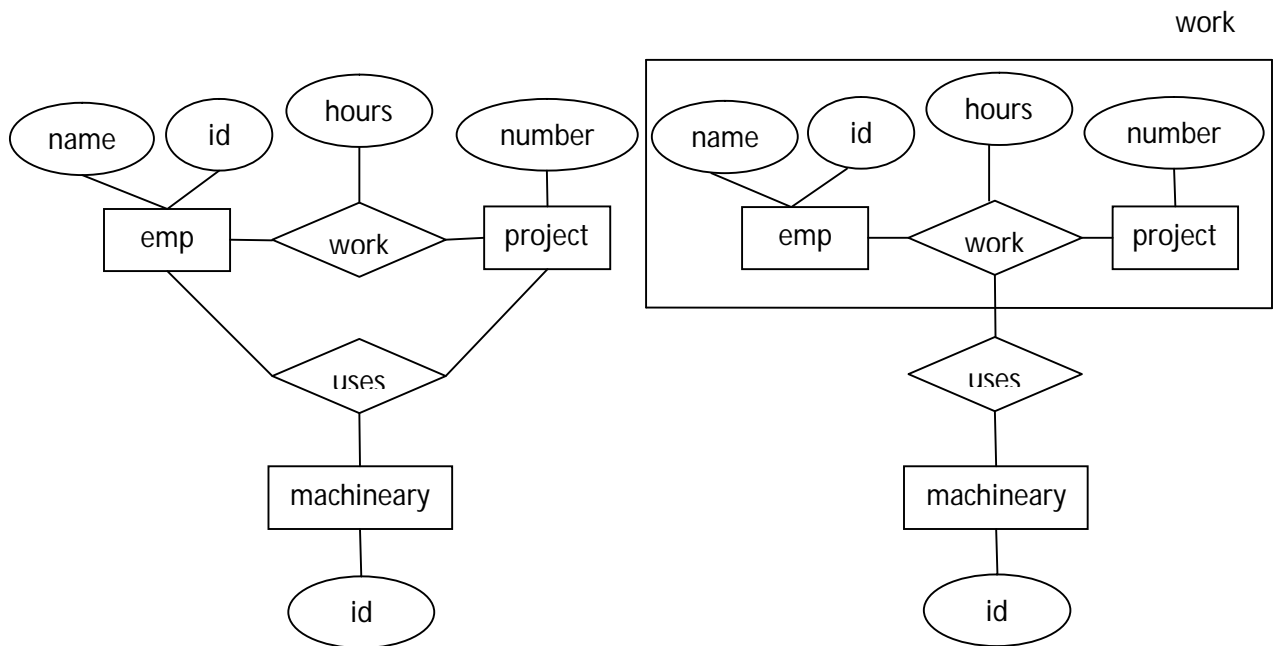 work
hours
name
id
number
emp
work
project
uses
machineary
id
hours
name
id
number
emp
work
project
uses
machineary
id